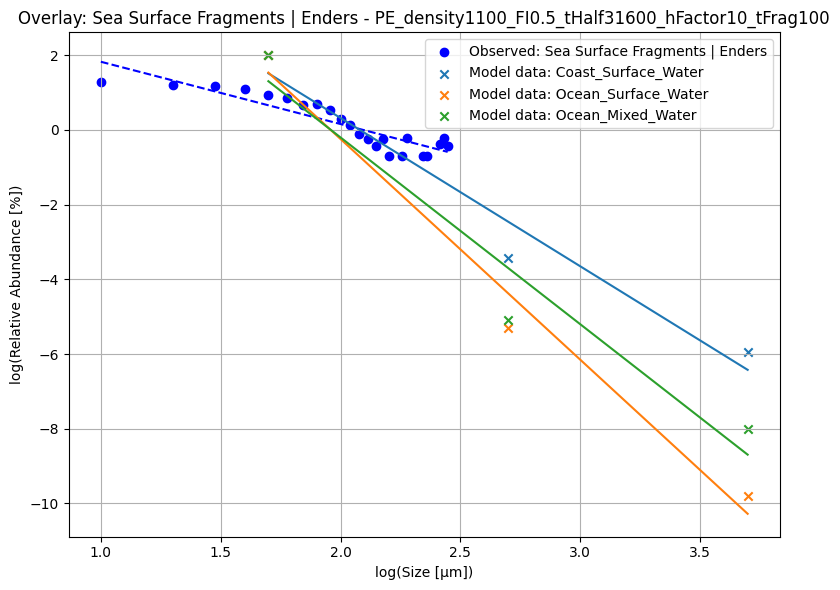 Overlay: Sea Surface Fragments | Enders - PE_density1100_FI0.5_tHalf31600_hFactor10_tFrag100
Observed: Sea Surface Fragments | Enders
Model data: Coast_Surface_Water
Model data: Ocean_Surface_Water
Model data: Ocean_Mixed_Water
log(Relative Abundance [%])
2
0
−2
−4
−6
−8
−10
1.0 1.5 2.0 2.5 3.0 3.5
log(Size [μm])